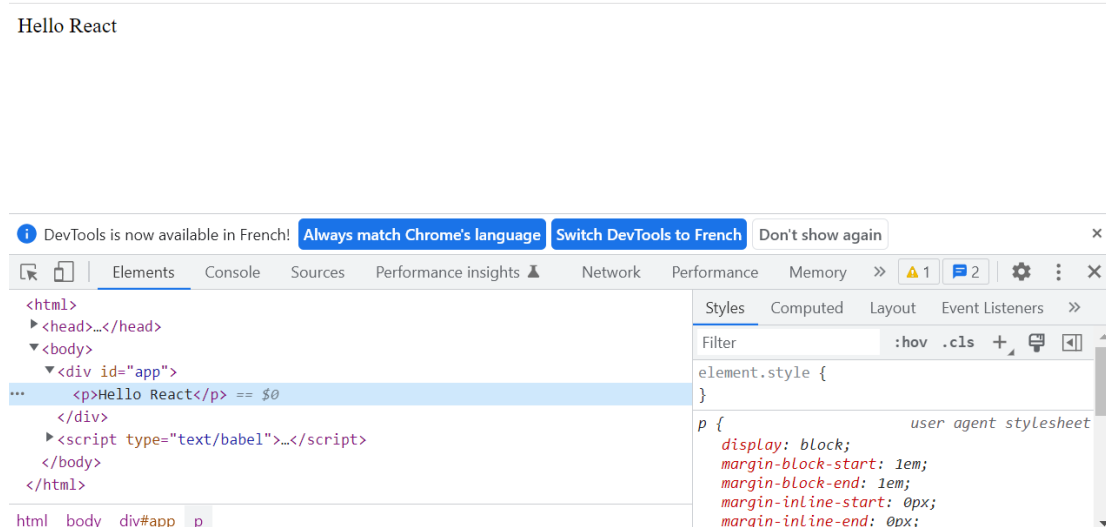 Hello React
DevTools is now available in French! Always match Chrome's language Switch DevTools to French Don't show again
Elements Console Sources Performance insights Network Performance Memory » 1 2
<html>
<head>…</head>
<body>
<div id="app">
<p>Hello React</p> == $0
</div>
<script type="text/babel">…</script>
</body>
</html>
html body div#app p
Styles Computed Layout Event Listeners »
Filter :hov .cls
element.style {
}
p { user agent stylesheet
display: block;
margin-block-start: 1em;
margin-block-end: 1em;
margin-inline-start: 0px;
margin-inline-end: 0px;